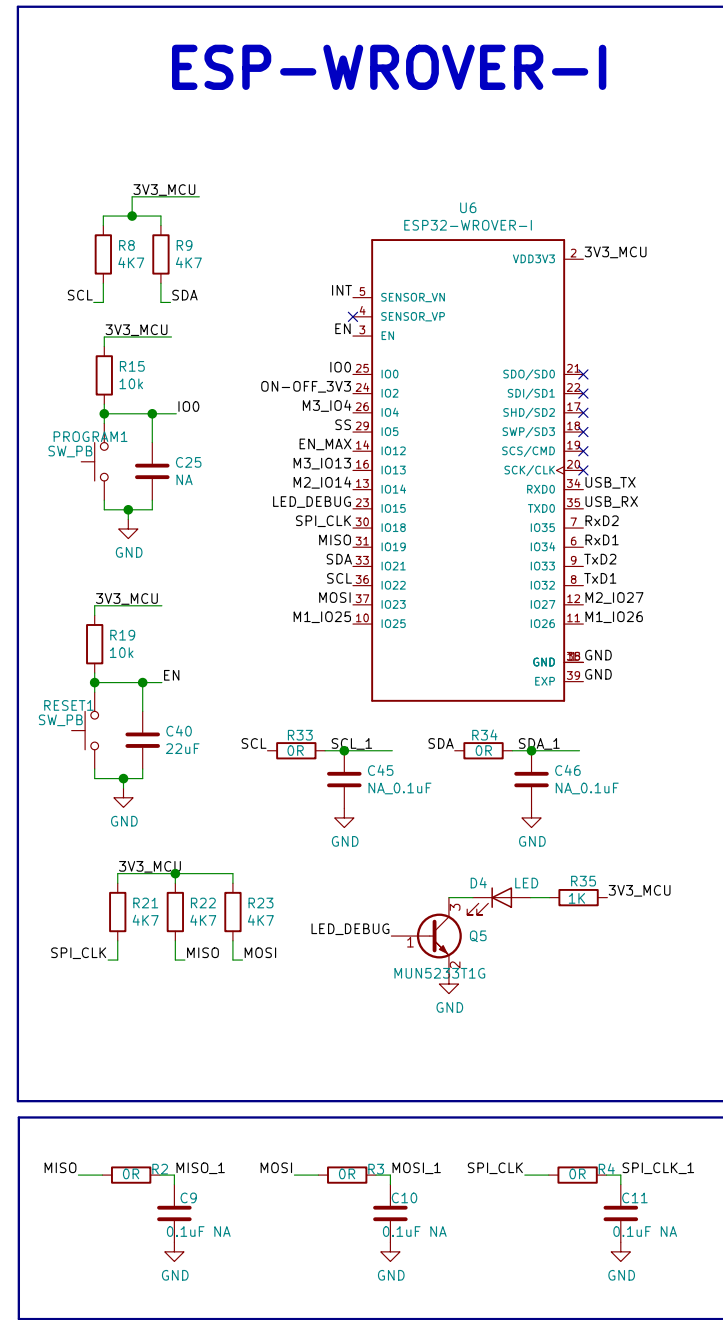 ESP-WROVER-I
3V3_MCU
R8
4K7
R9
4K7
SCL
SDA
3V3_MCU
R15
10k
IO0
PROGRAM1
SW_PB
C25
NA
GND
3V3_MCU
R19
10k
EN
RESET1
SW_PB
C40
22uF
GND
3V3_MCU
R21
4K7
R22
4K7
R23
4K7
SPI_CLK
MISO
MOSI
U6
ESP32-WROVER-I
VDD3V3 2 3V3_MCU
INT 5 SENSOR_VN
4 SENSOR_VP
EN 3 EN
IO0 25 IO0
ON-OFF_3V3 24 IO2
M3_IO4 26 IO4
SS 29 IO5
EN_MAX 14 IO12
M3_IO13 16 IO13
M2_IO14 13 IO14
LED_DEBUG 23 IO15
SPI_CLK 30 IO18
MISO 31 IO19
SDA 33 IO21
SCL 36 IO22
MOSI 37 IO23
M1_IO25 10 IO25
SDO/SD0 21
SDI/SD1 22
SHD/SD2 17
SWP/SD3 18
SCS/CMD 19
SCK/CLK 20
RXD0 34 USB_TX
TXD0 35 USB_RX
IO35 7 RxD2
IO34 6 RxD1
IO33 9 TxD2
IO32 8 TxD1
IO27 12 M2_IO27
IO26 11 M1_IO26
GND GND
EXP 39 GND
SCL
R33
0R
SCL_1
C45
NA_0.1uF
GND
SDA
R34
0R
SDA_1
C46
NA_0.1uF
GND
D4 LED
R35
1K
3V3_MCU
LED_DEBUG
1
3
2
Q5
MUN5233T1G
GND
MISO
0R
R2
MISO_1
C9
0.1uF NA
GND
MOSI
0R
R3
MOSI_1
C10
0.1uF NA
GND
SPI_CLK
0R
R4
SPI_CLK_1
C11
0.1uF NA
GND